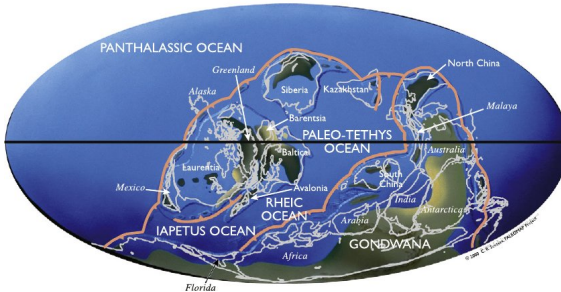 PANTHALASSIC OCEAN
Greenland
North China
Siberia
Kazakhstan
Alaska
Malaya
Barentsia
PALEO-TETHYS
OCEAN
Baltica
Australia
Laurentia
South
China
Mexico
Avalonia
India
RHEIC
OCEAN
Antarctica
Arabia
IAPETUS OCEAN
GONDWANA
Africa
Florida